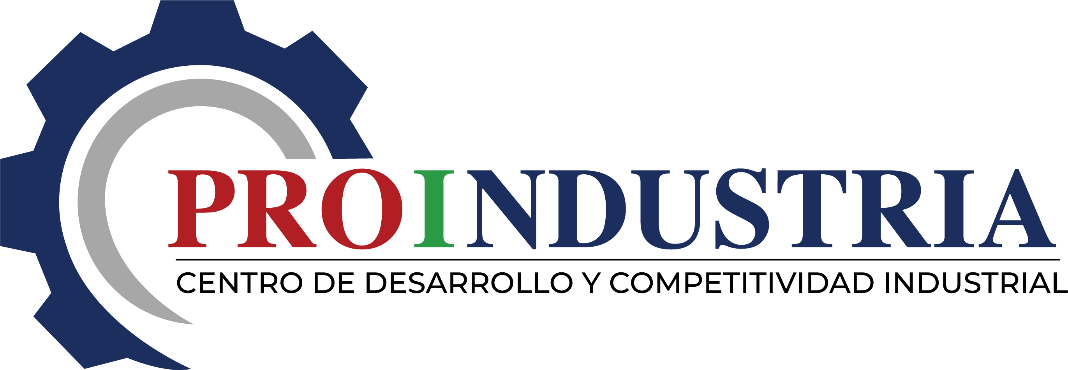 PROINDUSTRIA
CENTRO DE DESARROLLO Y COMPETITIVIDAD INDUSTRIAL